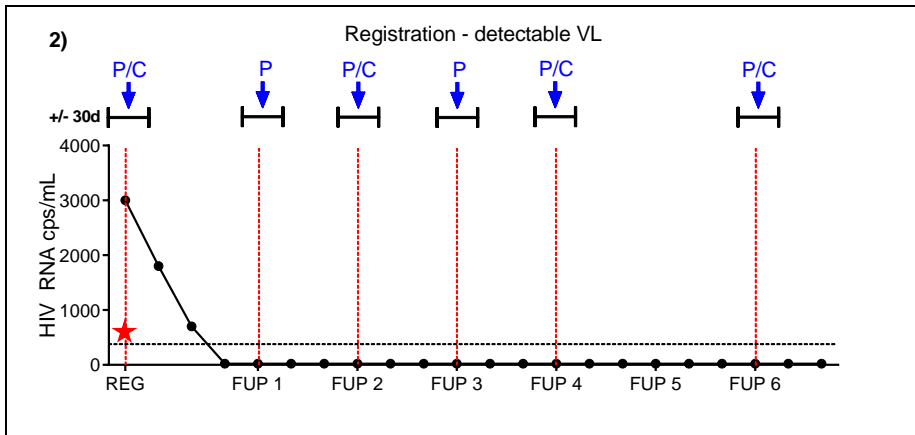 2)
Registration - detectable VL
P/C P P/C P P/C P/C
+/- 30d
4000
3000
2000
1000
0
HIV RNA cps/mL
REG FUP 1 FUP 2 FUP 3 FUP 4 FUP 5 FUP 6